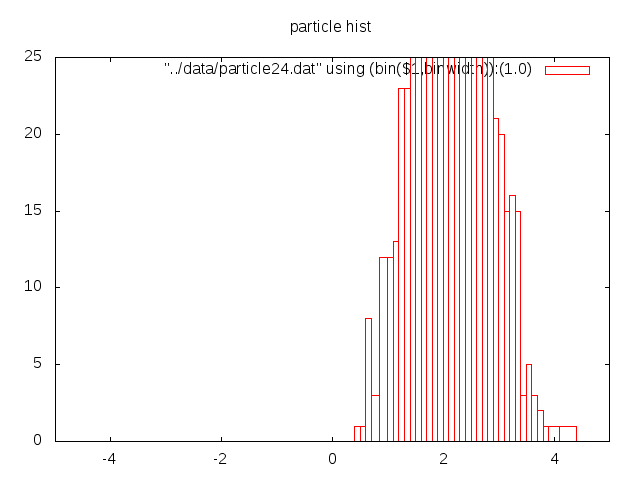 particle hist
25
"../data/particle24.dat" using (bin($1,binwidth)):(1.0)
20
15
10
5
0
-4 -2 0 2 4